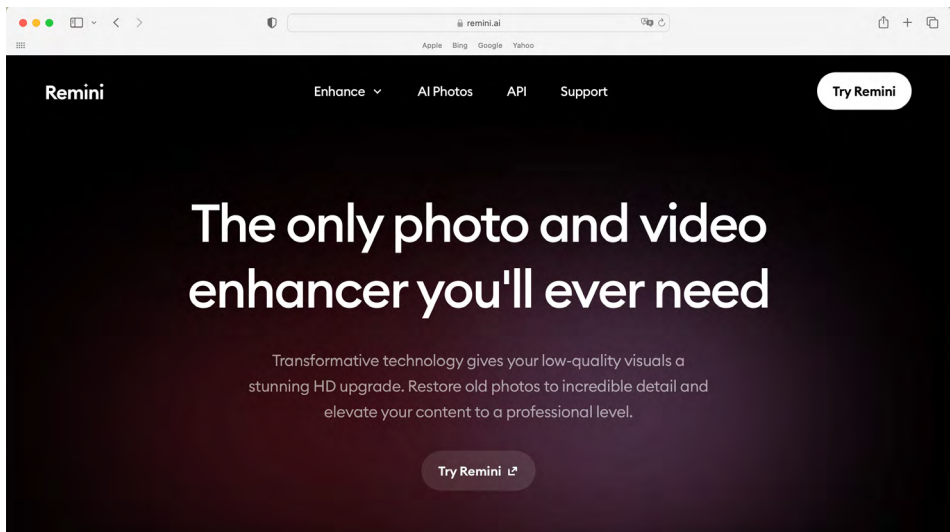 remini.ai
Apple Bing Google Yahoo
Remini Enhance AI Photos API Support Try Remini
The only photo and video
enhancer you'll ever need
Transformative technology gives your low-quality visuals a
stunning HD upgrade. Restore old photos to incredible detail and
elevate your content to a professional level.
Try Remini